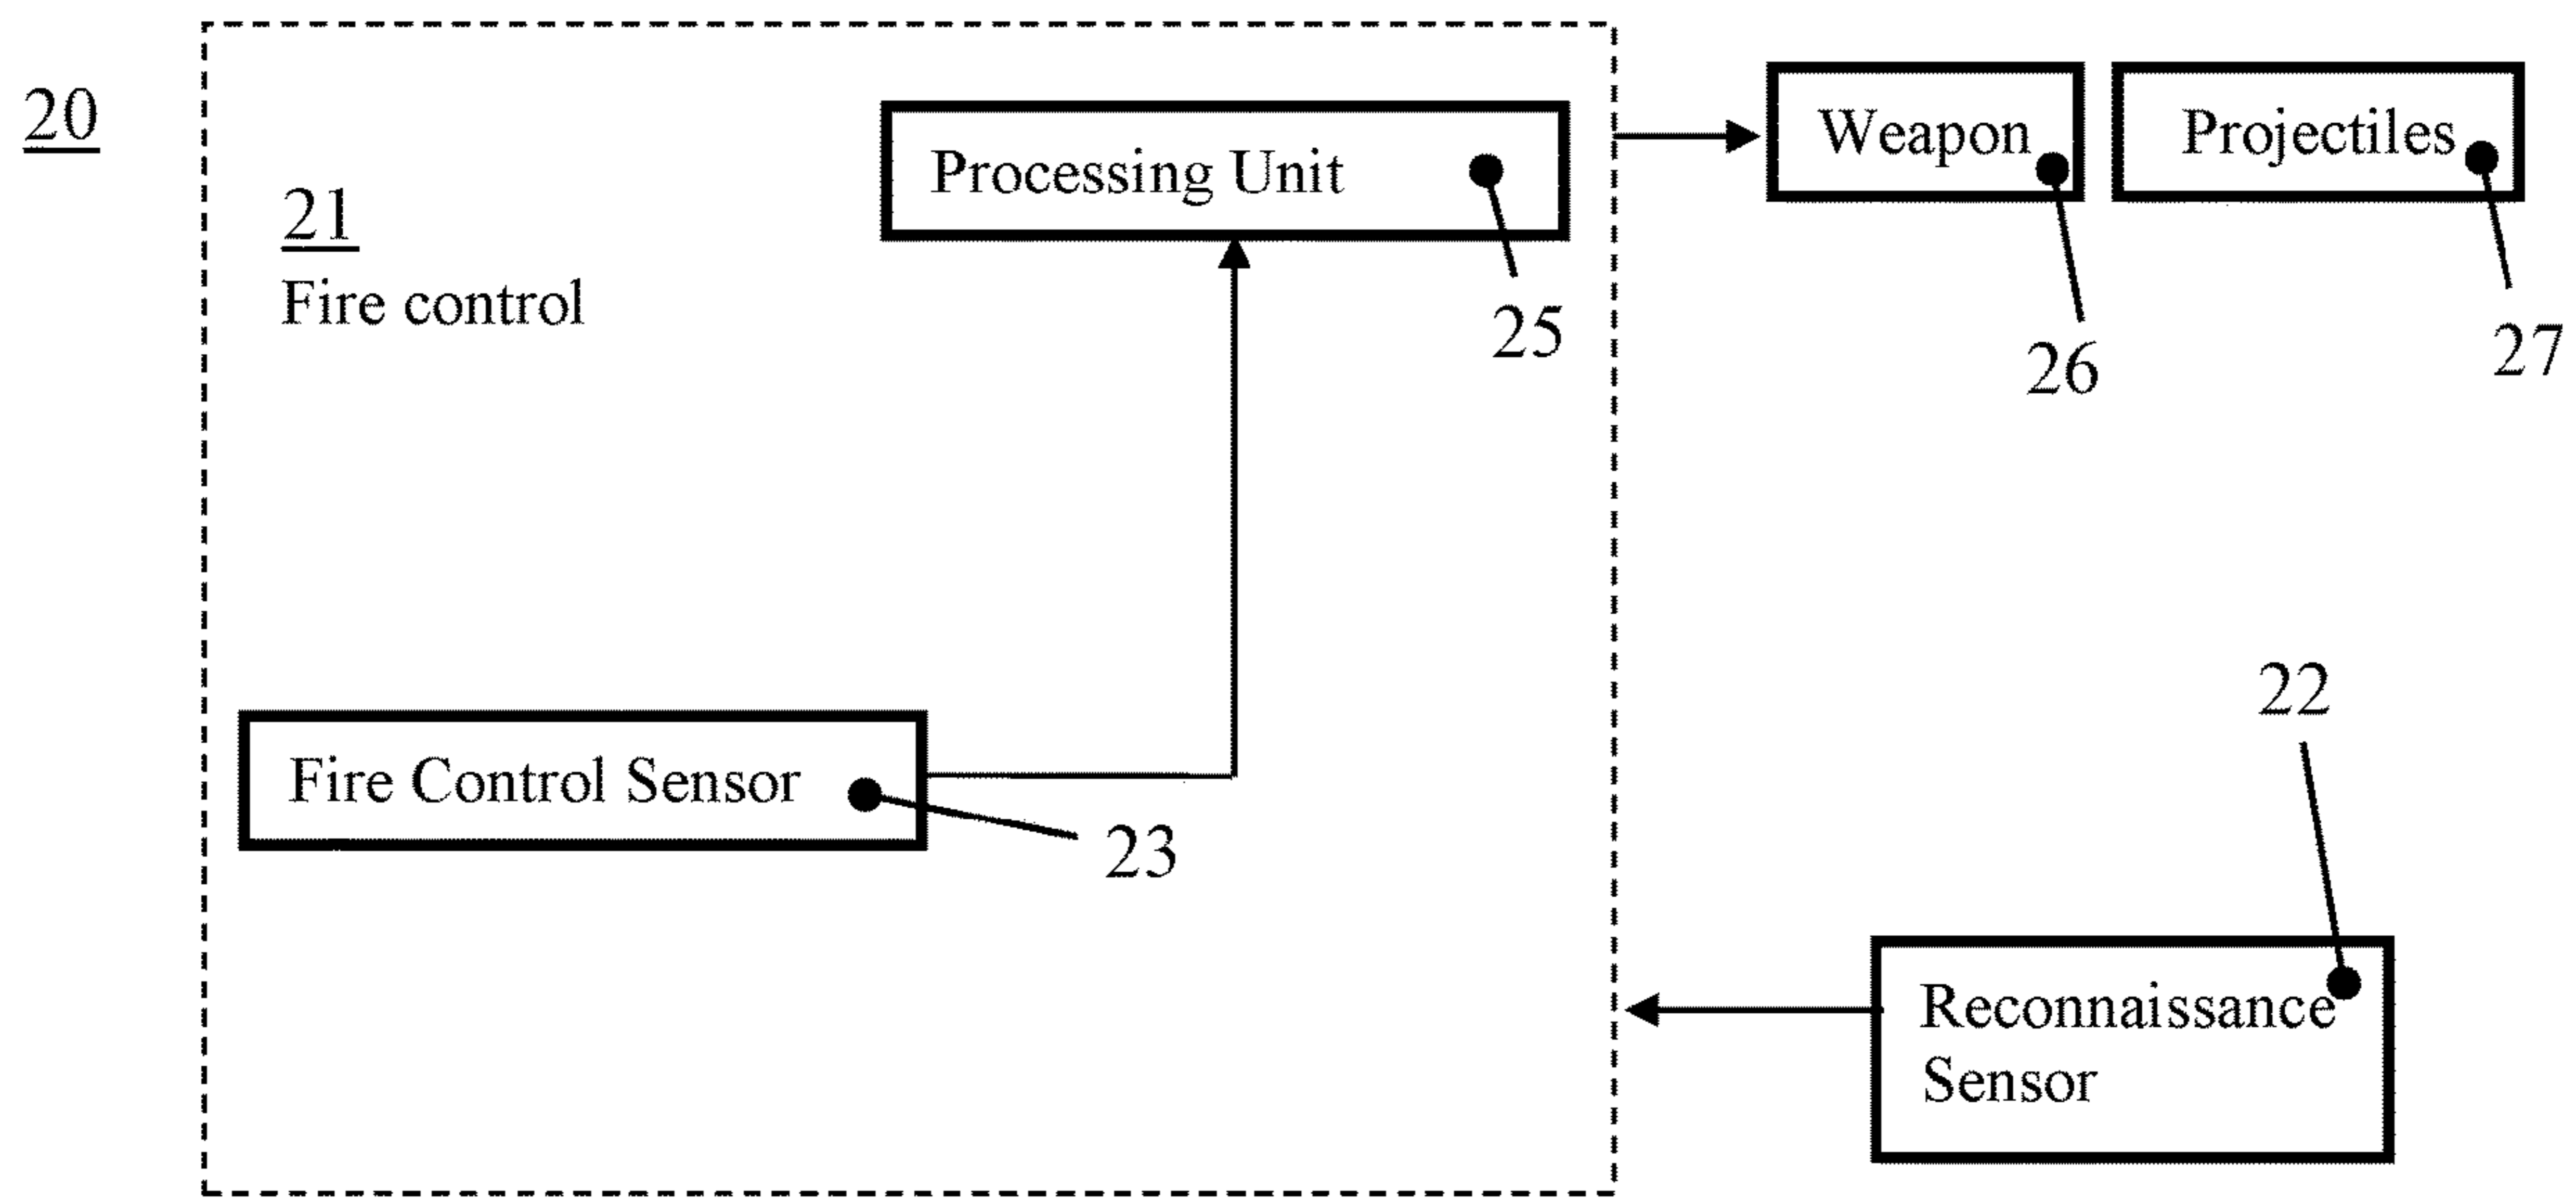 20
21
Fire control
Processing Unit
25
Weapon
26
Projectiles
27
Fire Control Sensor
23
22
Reconnaissance
Sensor